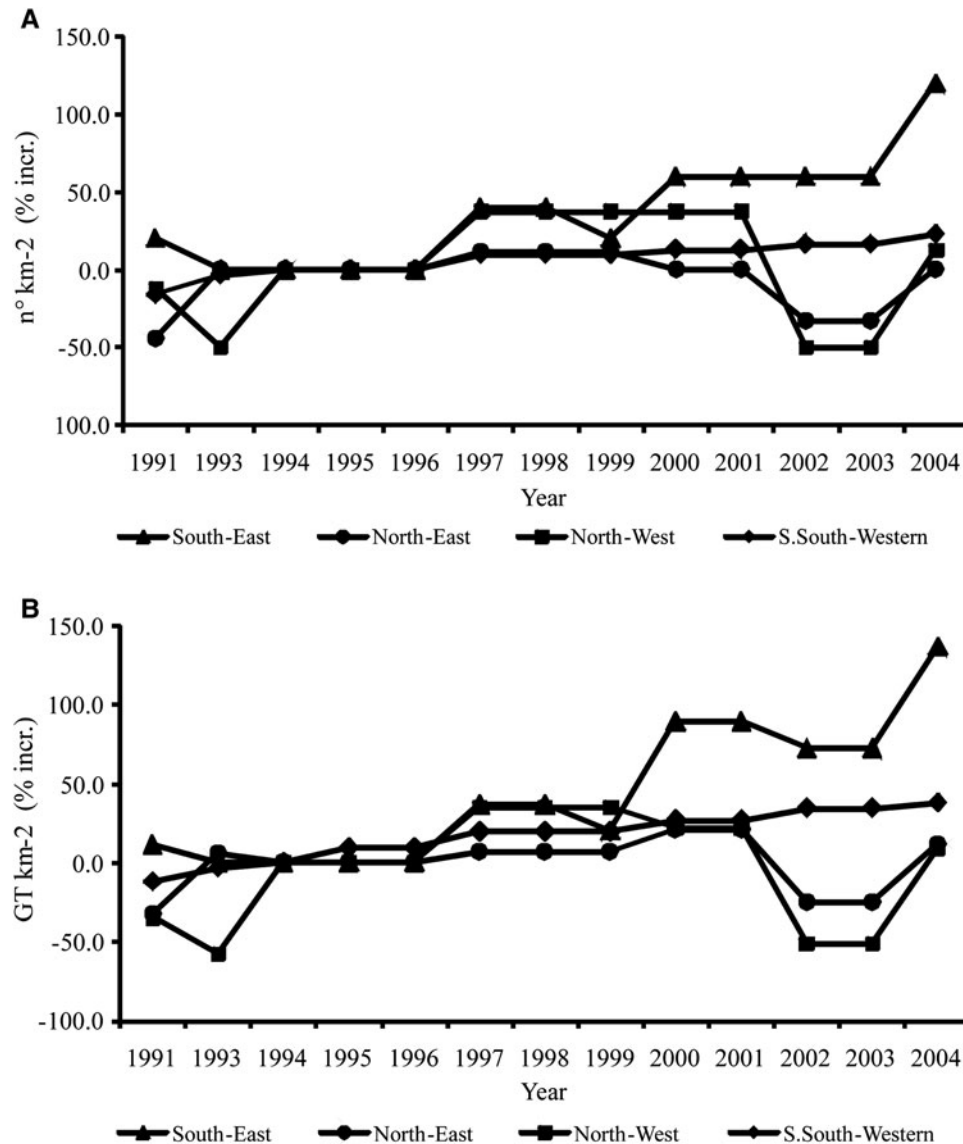 A
150.0
100.0
50.0
0.0
-50.0
100.0
n° km-2 (% incr.)
1991 1993 1994 1995 1996 1997 1998 1999 2000 2001 2002 2003 2004
Year
South-East North-East North-West S.South-Western
B
150.0
100.0
50.0
0.0
-50.0
-100.0
GT km-2 (% incr.)
1991 1993 1994 1995 1996 1997 1998 1999 2000 2001 2002 2003 2004
Year
South-East North-East North-West S.South-Western